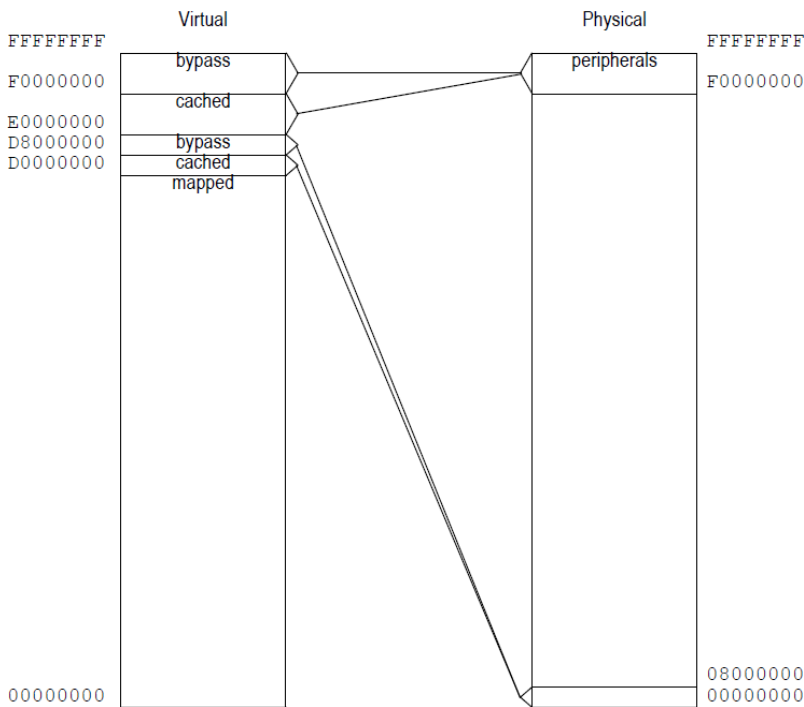 Virtual Physical
FFFFFFFF FFFFFFFF
bypass peripherals
F0000000 F0000000
cached
E0000000
D8000000 bypass
D0000000 cached
mapped
08000000
00000000 00000000